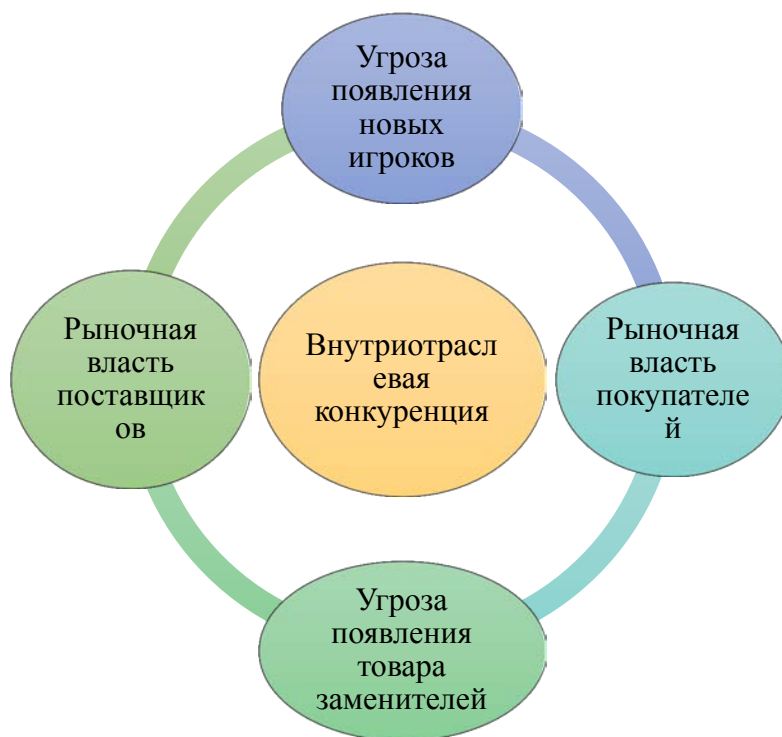 Угроза
появления
новых
игроков
Рыночная
власть
поставщик
ов
Внутриотрасл
евая
конкуренция
Рыночная
власть
покупателе
й
Угроза
появления
товара
заменителей